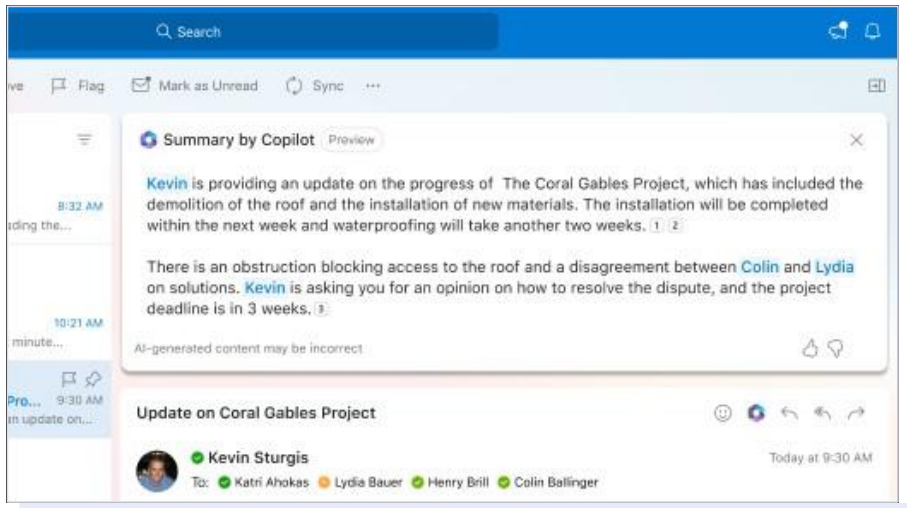 Search
ve Flag Mark as Unread Sync ...
Summary by Copilot Preview
Kevin is providing an update on the progress of The Coral Gables Project, which has included the
demolition of the roof and the installation of new materials. The installation will be completed
within the next week and waterproofing will take another two weeks. 1 2
There is an obstruction blocking access to the roof and a disagreement between Colin and Lydia
on solutions. Kevin is asking you for an opinion on how to resolve the dispute, and the project
deadline is in 3 weeks. 3
AI-generated content may be incorrect
8:32 AM
ding the...
10:21 AM
minute...
Pro... 9:30 AM
n update on...
Update on Coral Gables Project
Kevin Sturgis
Today at 9:30 AM
To: Katri Ahokas Lydia Bauer Henry Brill Colin Ballinger